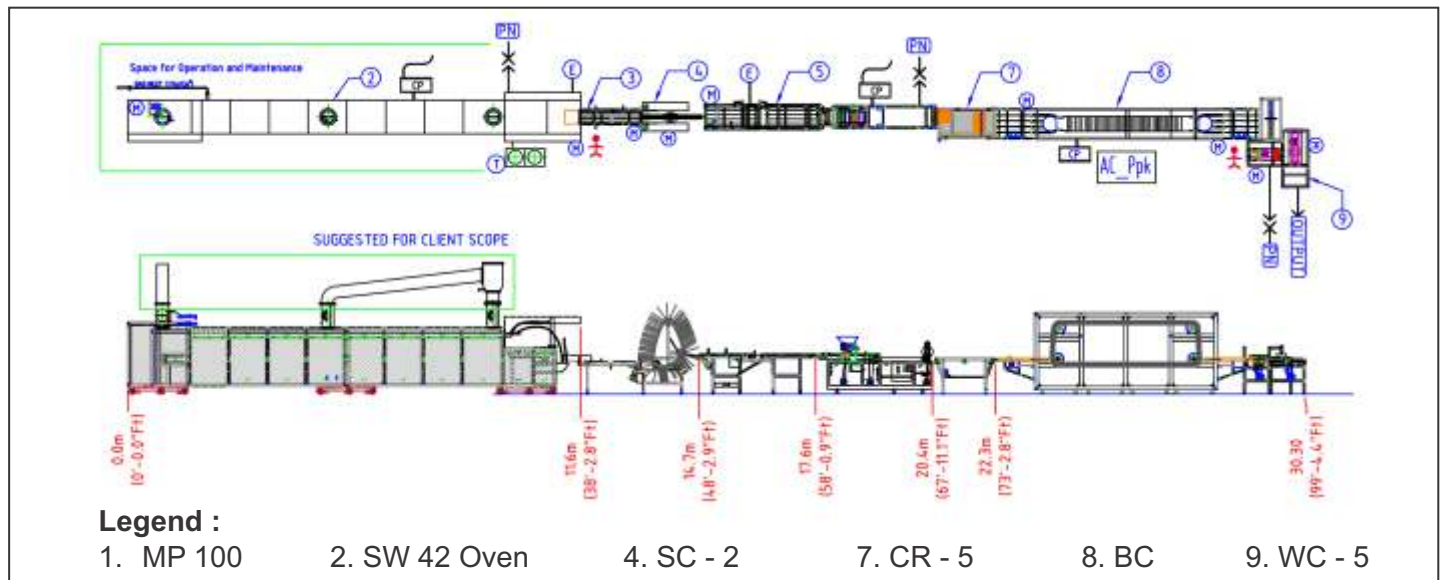 PN
PN
Space for Operation and Maintenance
2
CP
E
3
4
E
5
CP
7
8
M
M
M
M
M
M
M
M
M
T
CP
AC_Ppk
9
PN
OUTPUT
SUGGESTED FOR CLIENT SCOPE
0.0m
(0'-0.0"Ft)
11.6m
(38'-2.8"Ft)
14.7m
(48'-2.9"Ft)
17.6m
(58'-0.9"Ft)
20.4m
(67'-11.1"Ft)
22.3m
(73'-2.8"Ft)
30.30
(99'-4.4"Ft)
Legend :
1. MP 100 2. SW 42 Oven 4. SC - 2 7. CR - 5 8. BC 9. WC - 5